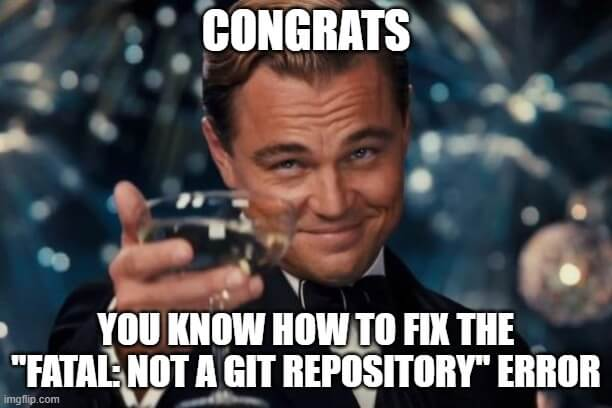 CONGRATS
YOU KNOW HOW TO FIX THE
"FATAL: NOT A GIT REPOSITORY" ERROR
imgflip.com